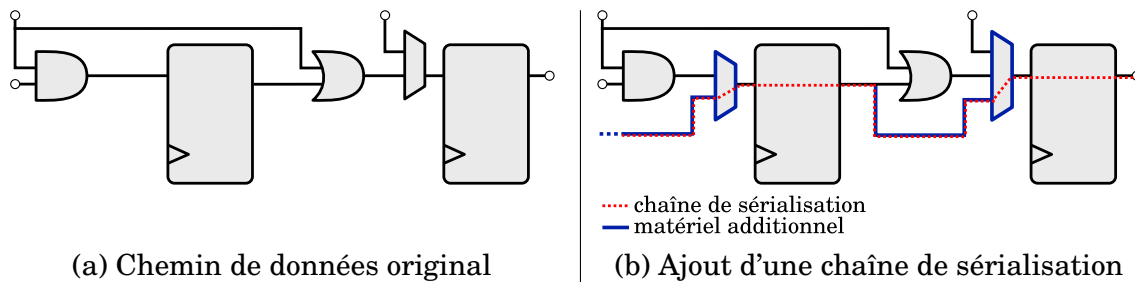 chaîne de sérialisation
matériel additionnel
(a) Chemin de données original
(b) Ajout d'une chaîne de sérialisation